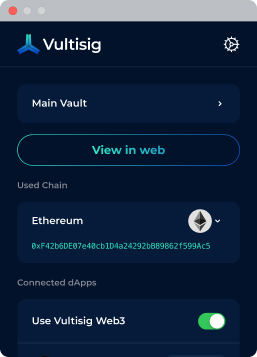 Vultisig
Main Vault
View in web
Used Chain
Ethereum
0xF42b6DE07e40cb1D4a24292bB89862f599Ac5
Connected dApps
Use Vultisig Web3